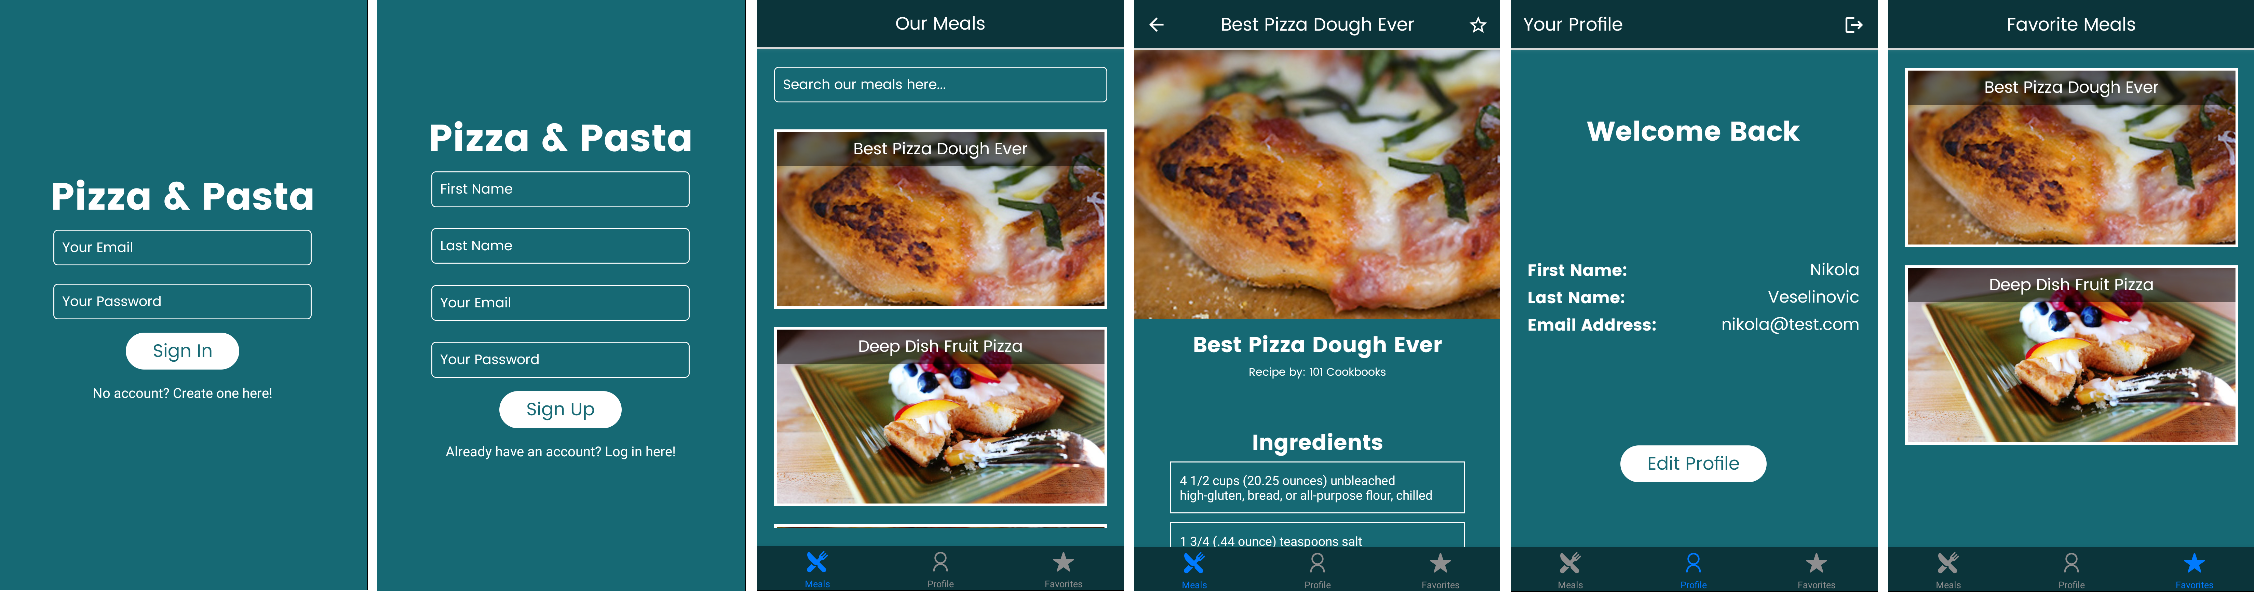 Pizza & Pasta
Your Email
Your Password
Sign In
No account? Create one here!
Pizza & Pasta
First Name
Last Name
Your Email
Your Password
Sign Up
Already have an account? Log in here!
Our Meals
Search our meals here...
Best Pizza Dough Ever
Deep Dish Fruit Pizza
Meals
Profile
Favorites
Best Pizza Dough Ever
Best Pizza Dough Ever
Recipe by: 101 Cookbooks
Ingredients
4 1/2 cups (20.25 ounces) unbleached
high-gluten, bread, or all-purpose flour, chilled
1 3/4 (.44 ounce) teaspoons salt
Meals
Profile
Favorites
Your Profile
Welcome Back
First Name: Nikola
Last Name: Veselinovic
Email Address: nikola@test.com
Edit Profile
Meals
Profile
Favorites
Favorite Meals
Best Pizza Dough Ever
Deep Dish Fruit Pizza
Meals
Profile
Favorites